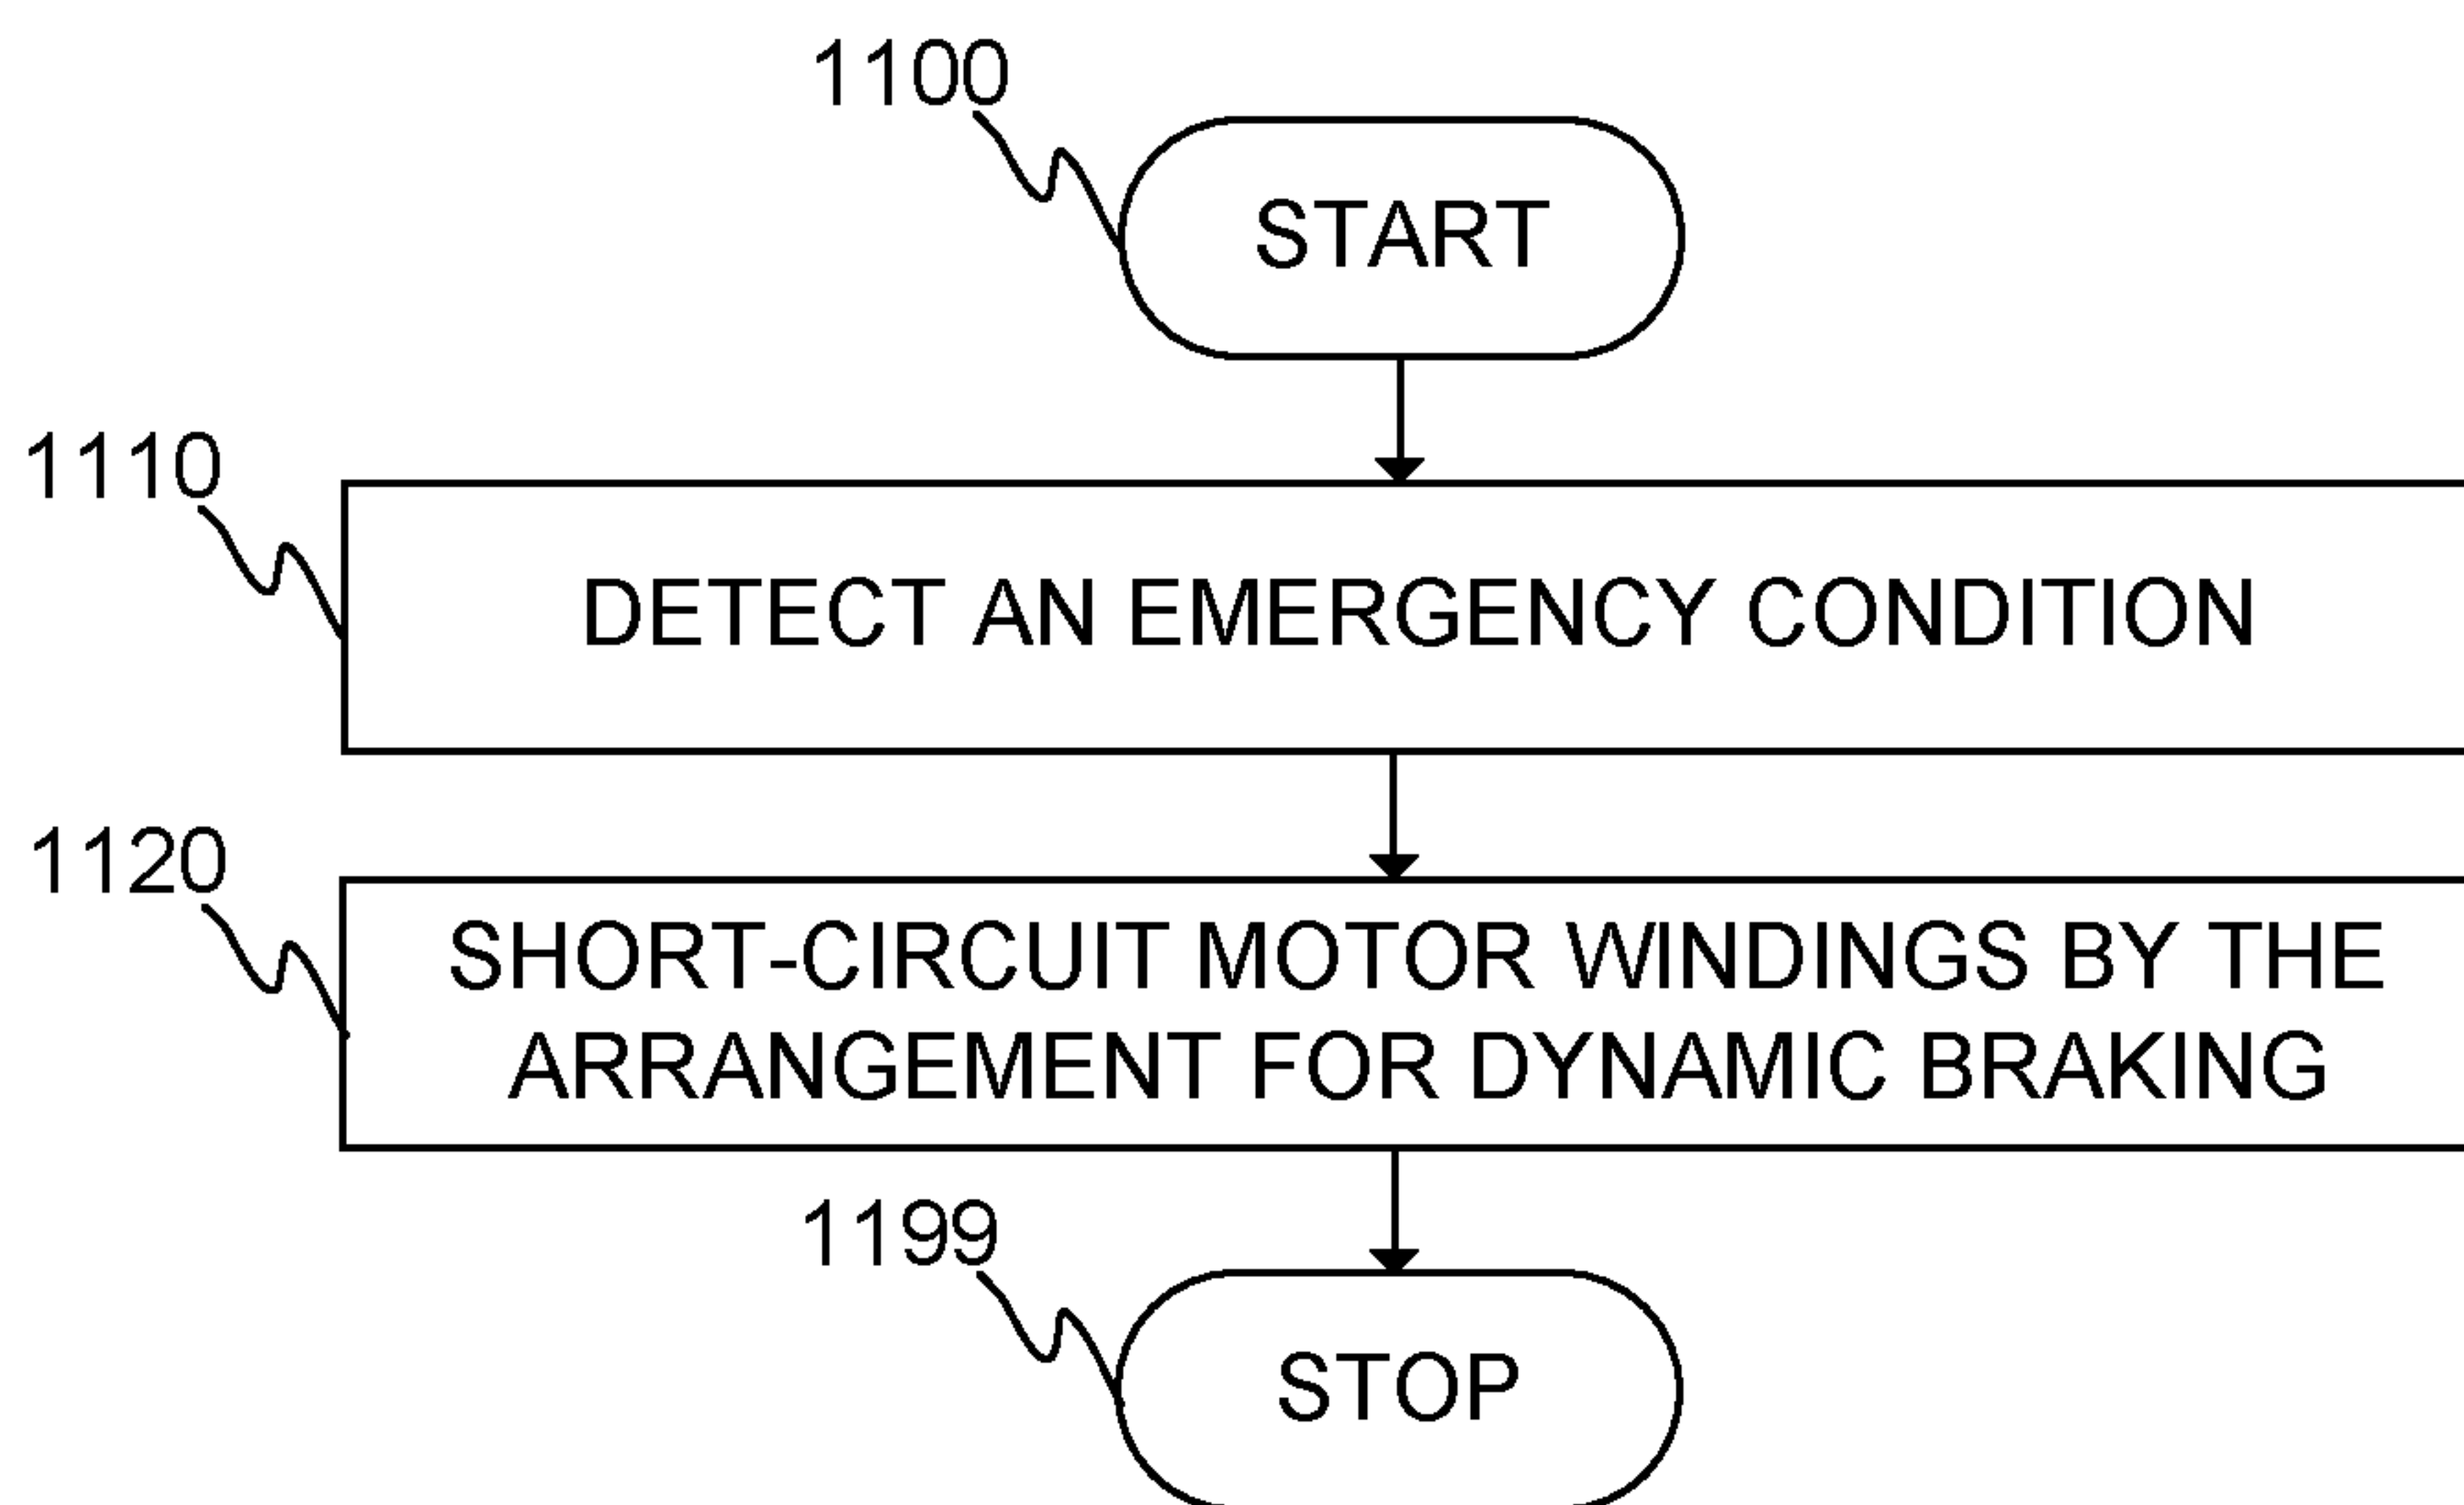 1100
START
1110
DETECT AN EMERGENCY CONDITION
1120
SHORT-CIRCUIT MOTOR WINDINGS BY THE
ARRANGEMENT FOR DYNAMIC BRAKING
1199
STOP